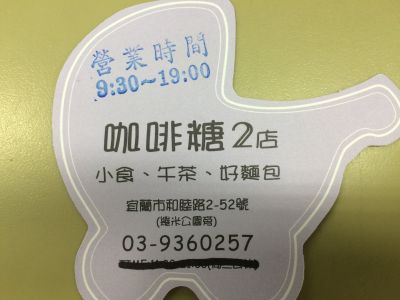 營業時間
9:30~19:00
咖啡糖2店
小食、午茶、好麵包
宜蘭市和睦路2-52號
(幾米公園旁)
03-9360257